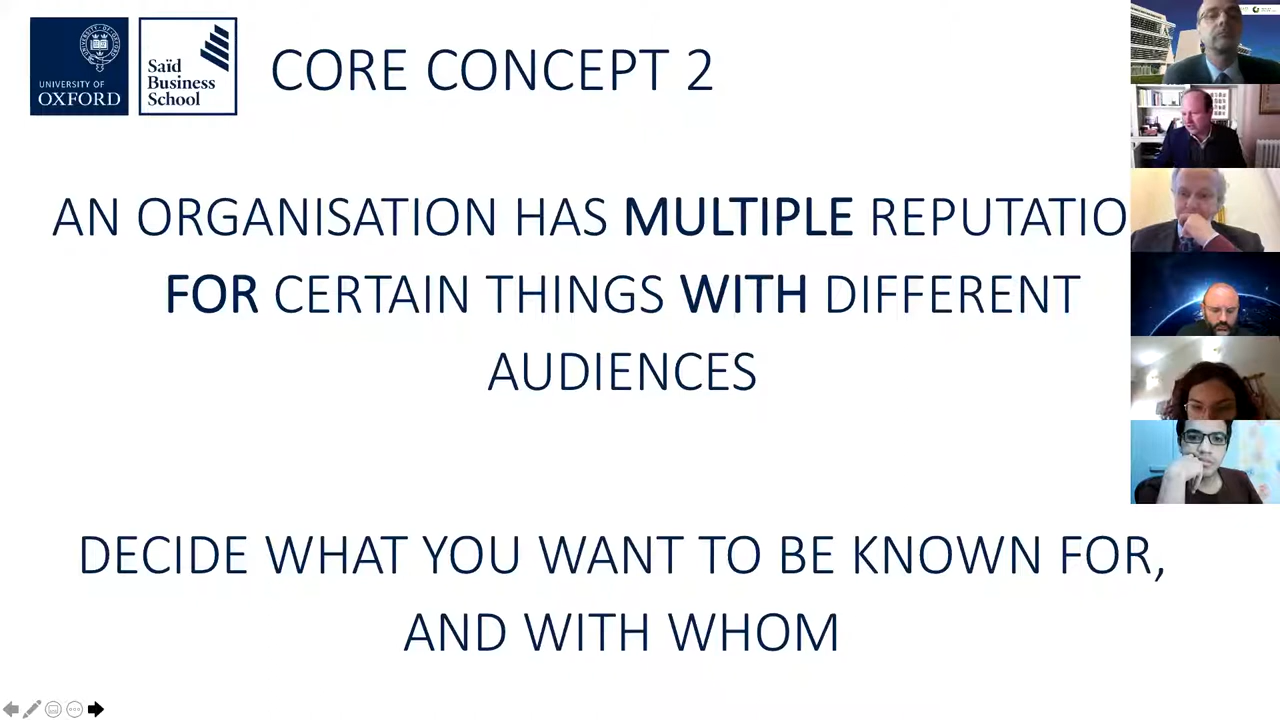 UNIVERSITY OF
OXFORD
Saïd
Business
School
CORE CONCEPT 2
AN ORGANISATION HAS MULTIPLE REPUTATIO
FOR CERTAIN THINGS WITH DIFFERENT
AUDIENCES
DECIDE WHAT YOU WANT TO BE KNOWN FOR,
AND WITH WHOM